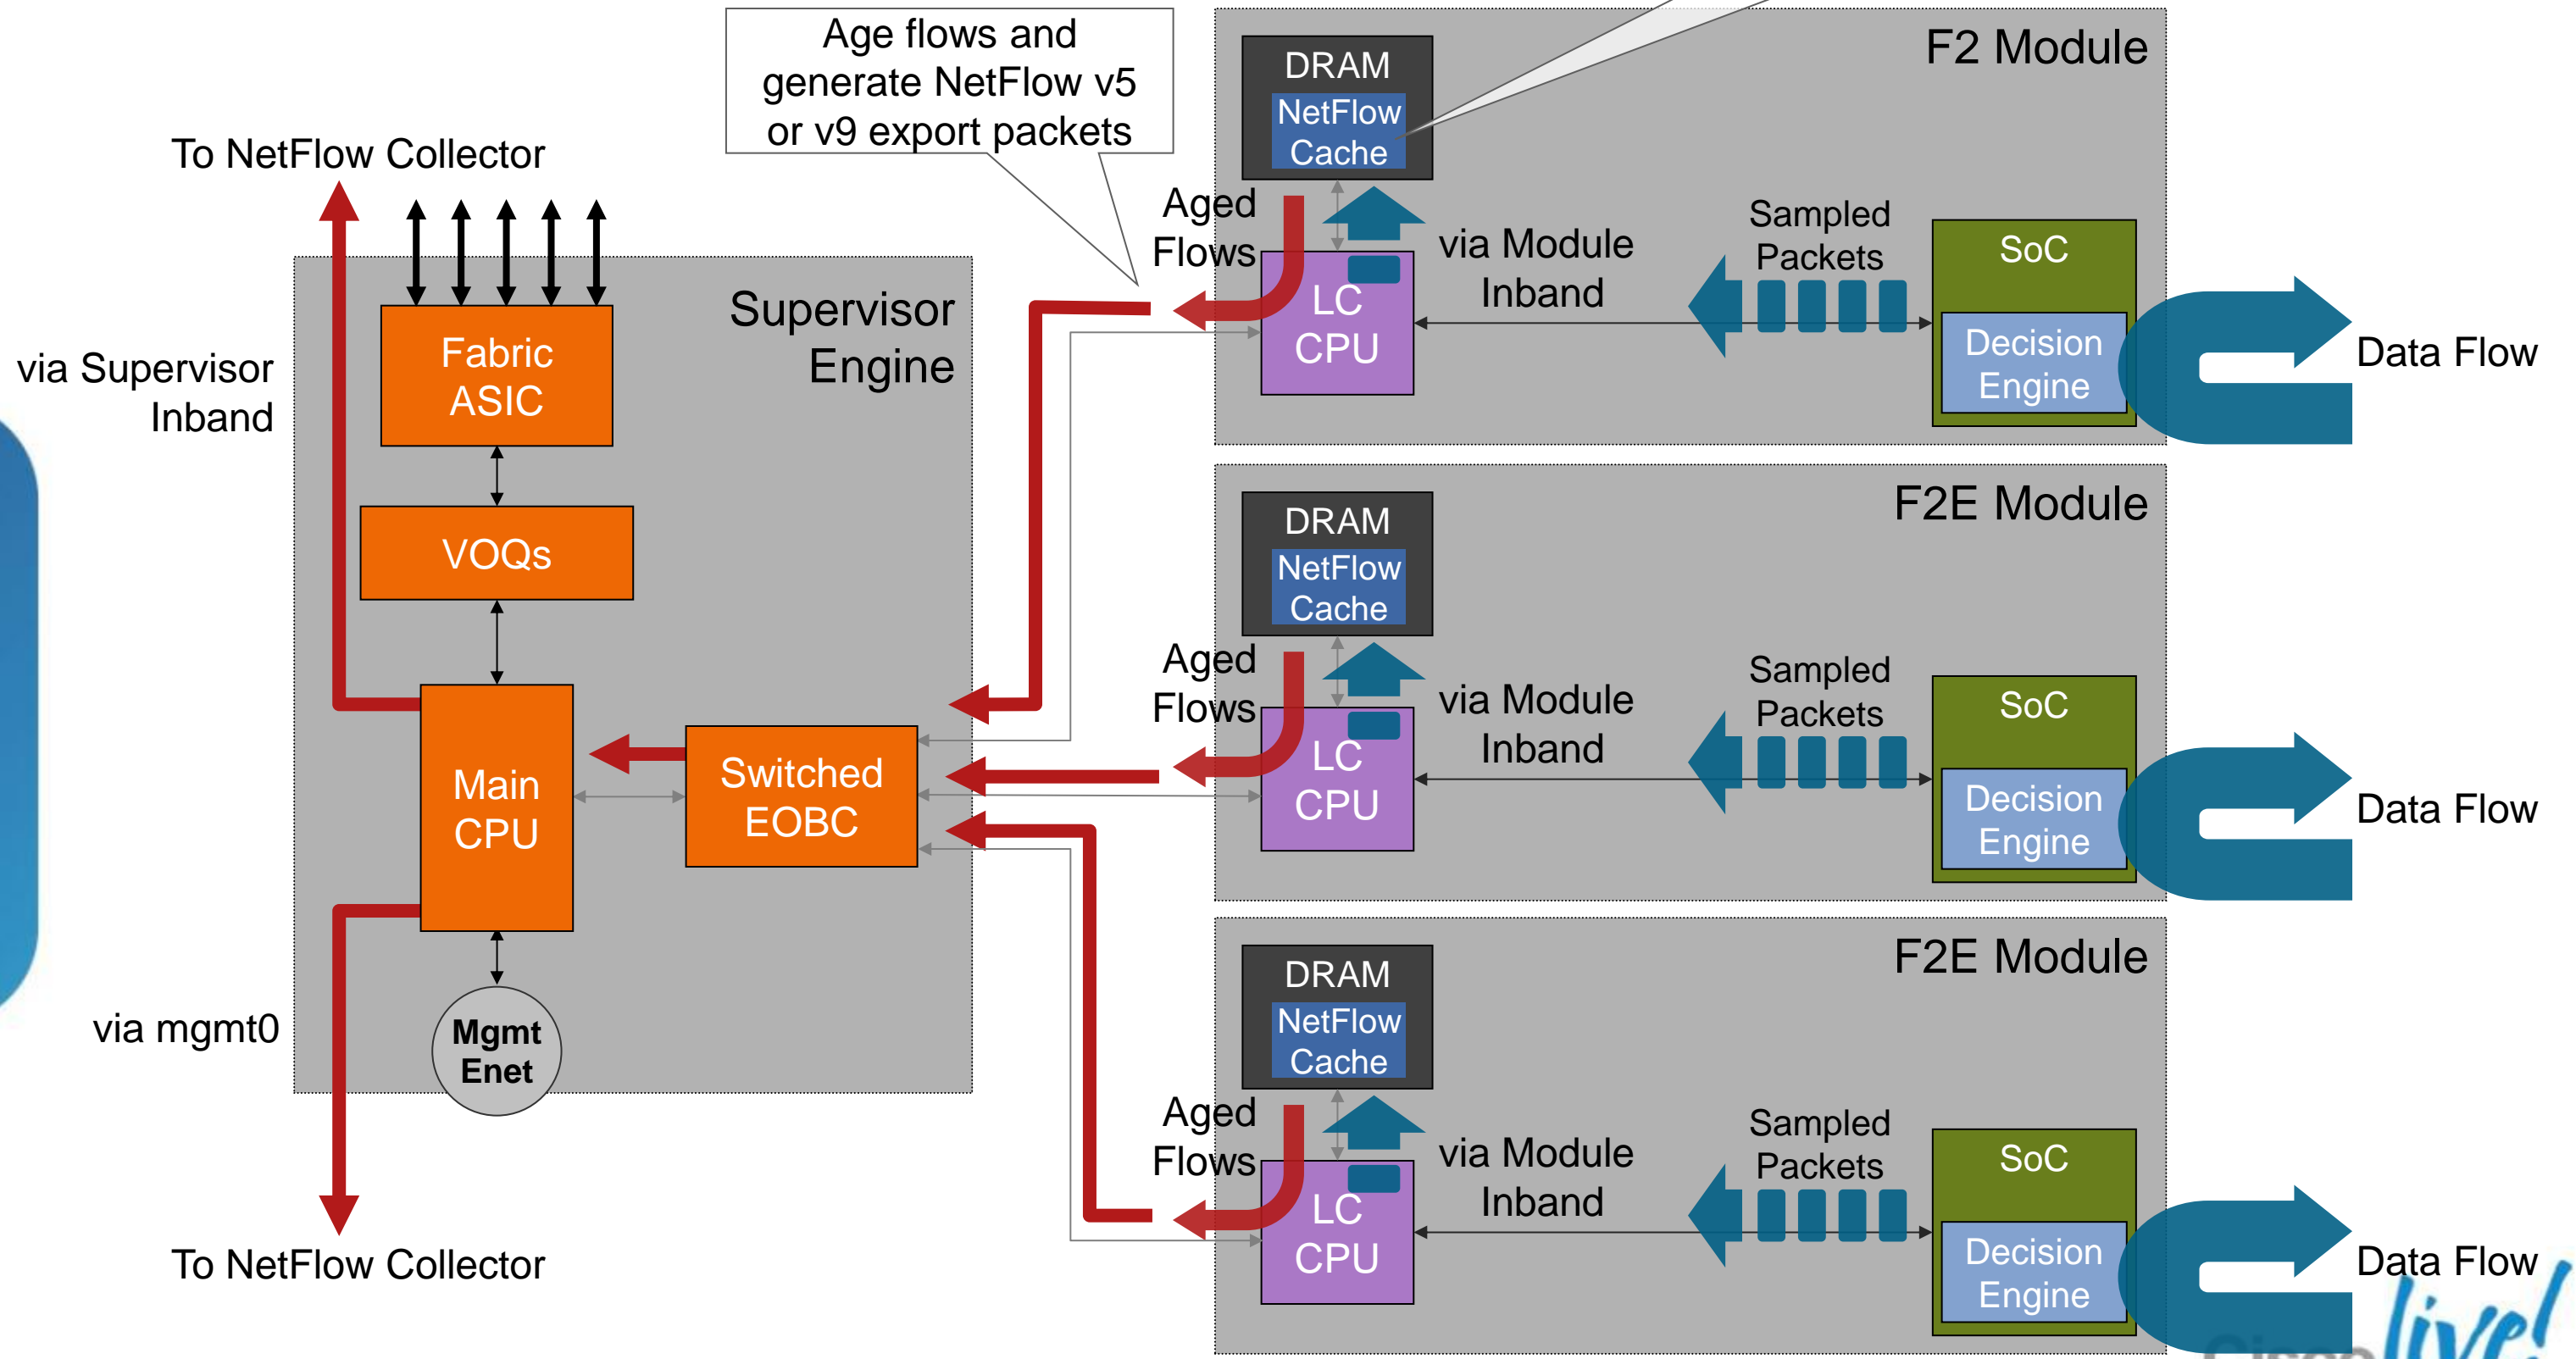 Age flows and
generate NetFlow v5
or v9 export packets
To NetFlow Collector
via Supervisor
Inband
Supervisor
Engine
Fabric
ASIC
VOQs
Main
CPU
Switched
EOBC
Mgmt
Enet
via mgmt0
To NetFlow Collector
F2 Module
DRAM
NetFlow
Cache
Aged
Flows
LC
CPU
via Module
Inband
Sampled
Packets
SoC
Decision
Engine
Data Flow
F2E Module
DRAM
NetFlow
Cache
Aged
Flows
LC
CPU
via Module
Inband
Sampled
Packets
SoC
Decision
Engine
Data Flow
F2E Module
DRAM
NetFlow
Cache
Aged
Flows
LC
CPU
via Module
Inband
Sampled
Packets
SoC
Decision
Engine
Data Flow
Cisco live!